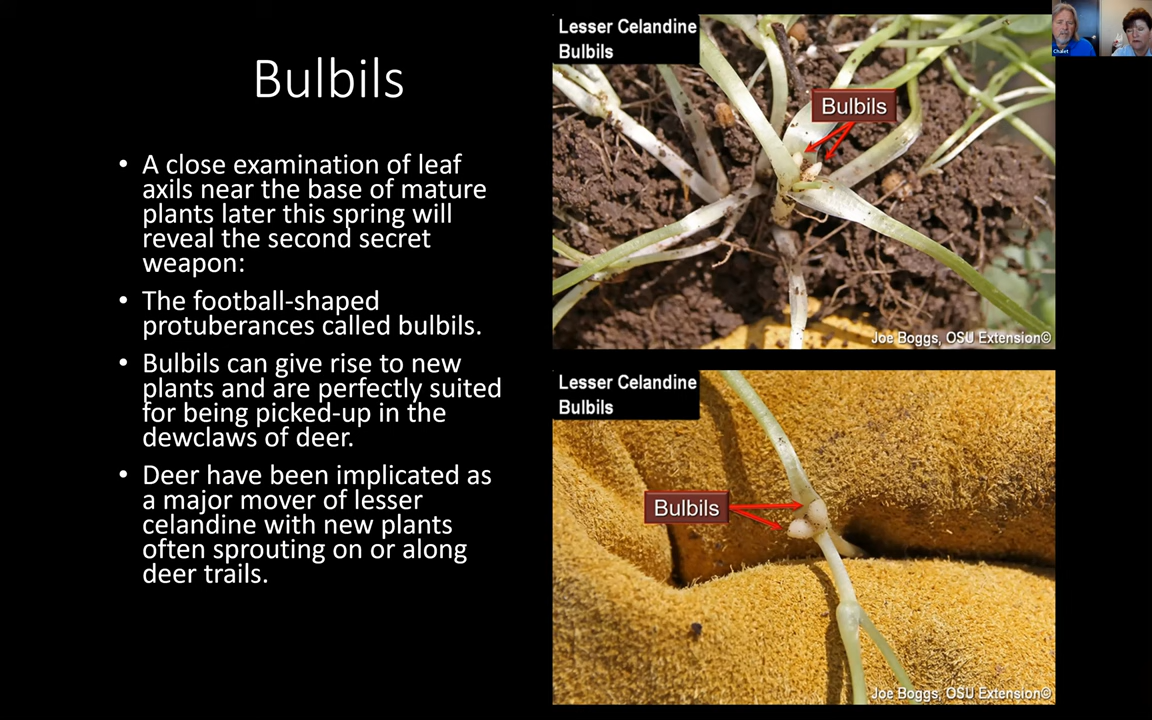 Bulbils
• A close examination of leaf
axils near the base of mature
plants later this spring will
reveal the second secret
weapon:
• The football-shaped
protuberances called bulbils.
• Bulbils can give rise to new
plants and are perfectly suited
for being picked-up in the
dewclaws of deer.
• Deer have been implicated as
a major mover of lesser
celandine with new plants
often sprouting on or along
deer trails.
Lesser Celandine
Bulbils
Bulbils
Joe Boggs, OSU Extension©
Lesser Celandine
Bulbils
Bulbils
Joe Boggs, OSU Extension©
Chalet